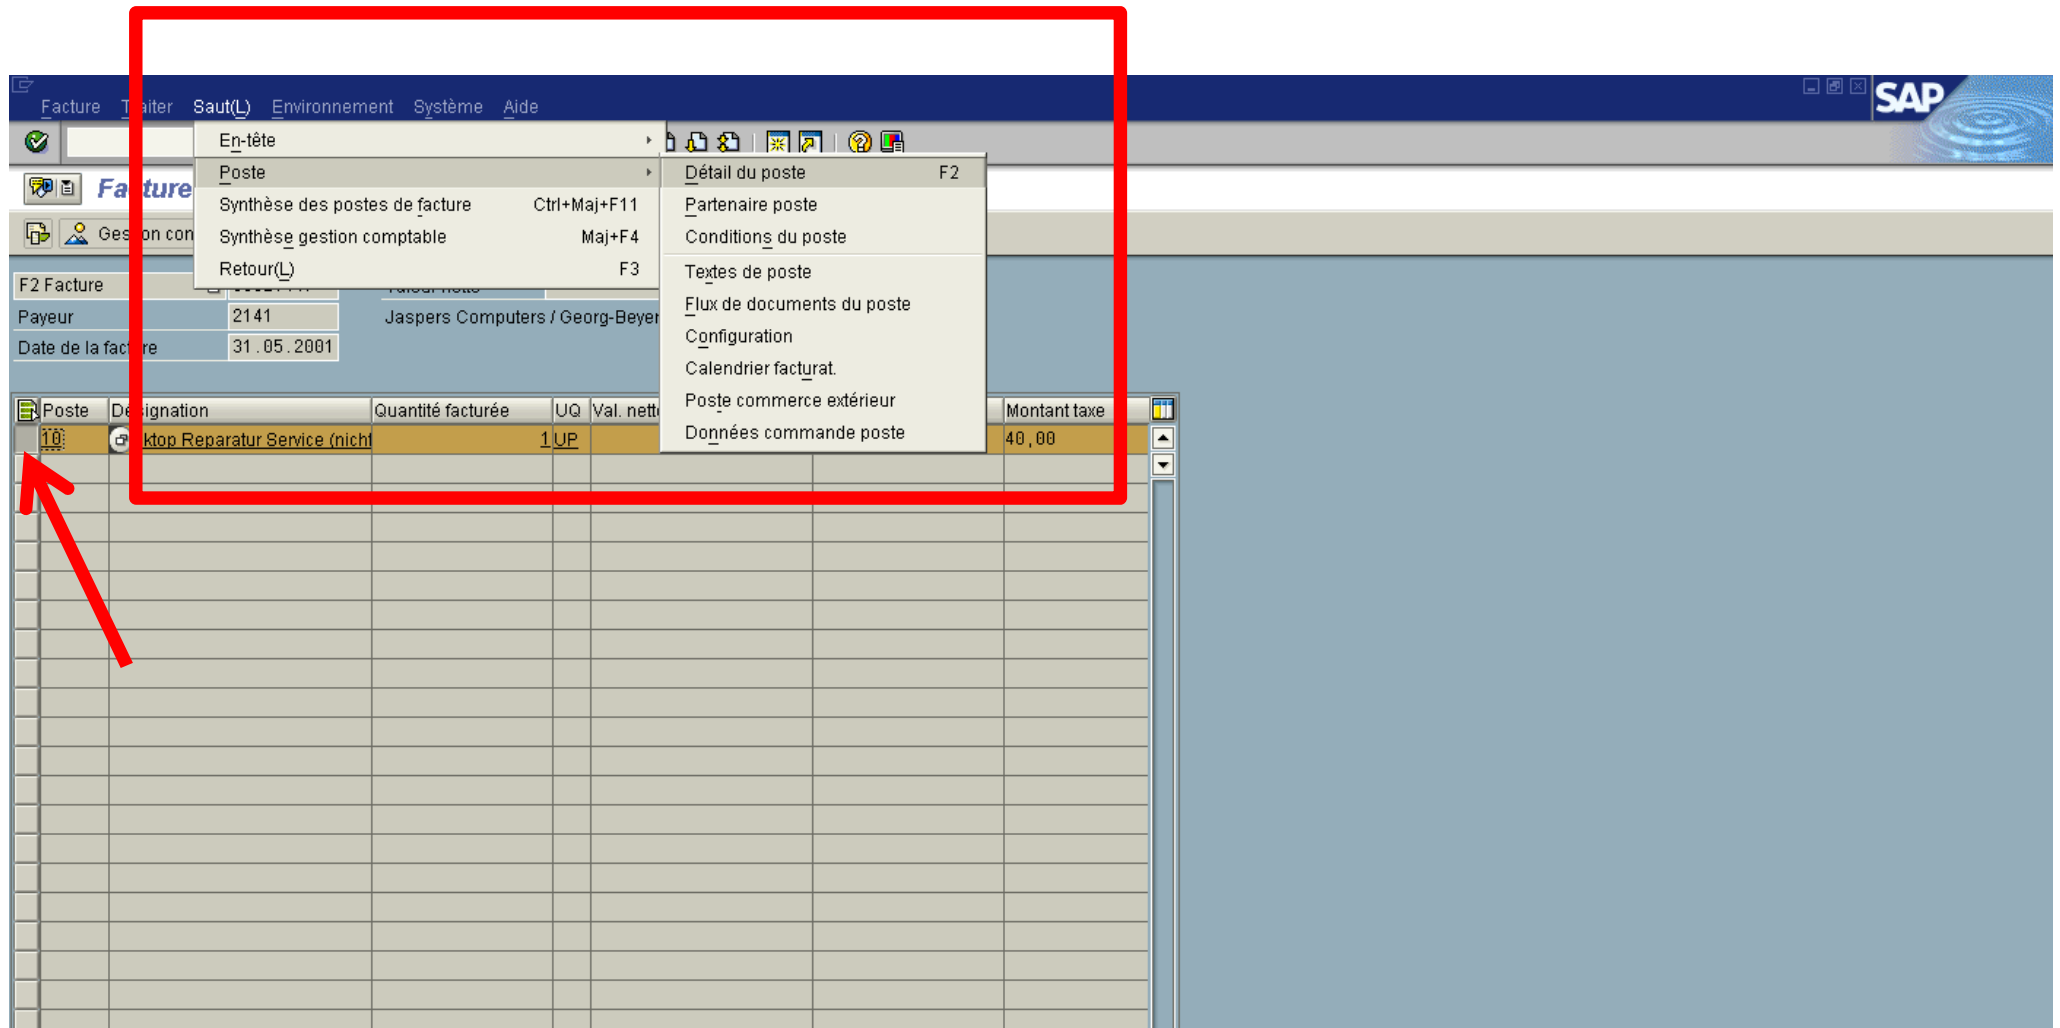 Facture Traiter Saut(L) Environnement Système Aide
SAP
En-tête
Poste
Synthèse des postes de facture Ctrl+Maj+F11
Synthèse gestion comptable Maj+F4
Retour(L) F3
Détail du poste F2
Partenaire poste
Conditions du poste
Textes de poste
Flux de documents du poste
Configuration
Calendrier facturat.
Poste commerce extérieur
Données commande poste
Facture
Gestion con
F2 Facture
Payeur 2141 Jaspers Computers / Georg-Beyer
Date de la facture 31.05.2001
Poste Désignation Quantité facturée UQ Val. nette Montant taxe
10 ktop Reparatur Service (nicht 1 UP 40,00